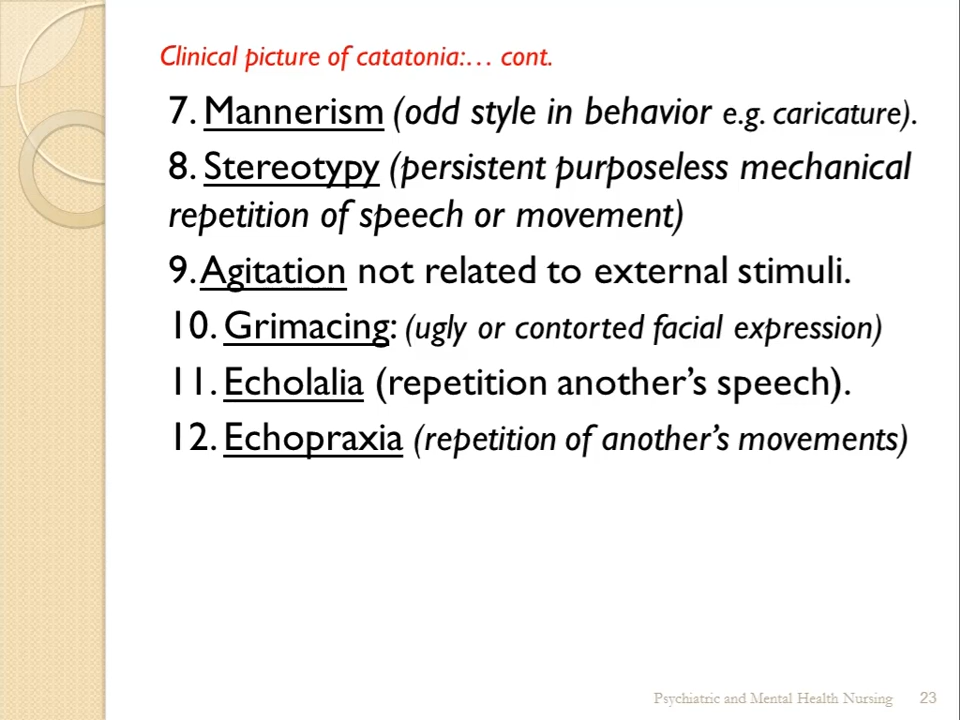 Clinical picture of catatonia:… cont.
7. Mannerism (odd style in behavior e.g. caricature).
8. Stereotypy (persistent purposeless mechanical
repetition of speech or movement)
9. Agitation not related to external stimuli.
10. Grimacing: (ugly or contorted facial expression)
11. Echolalia (repetition another's speech).
12. Echopraxia (repetition of another's movements)
Psychiatric and Mental Health Nursing 23